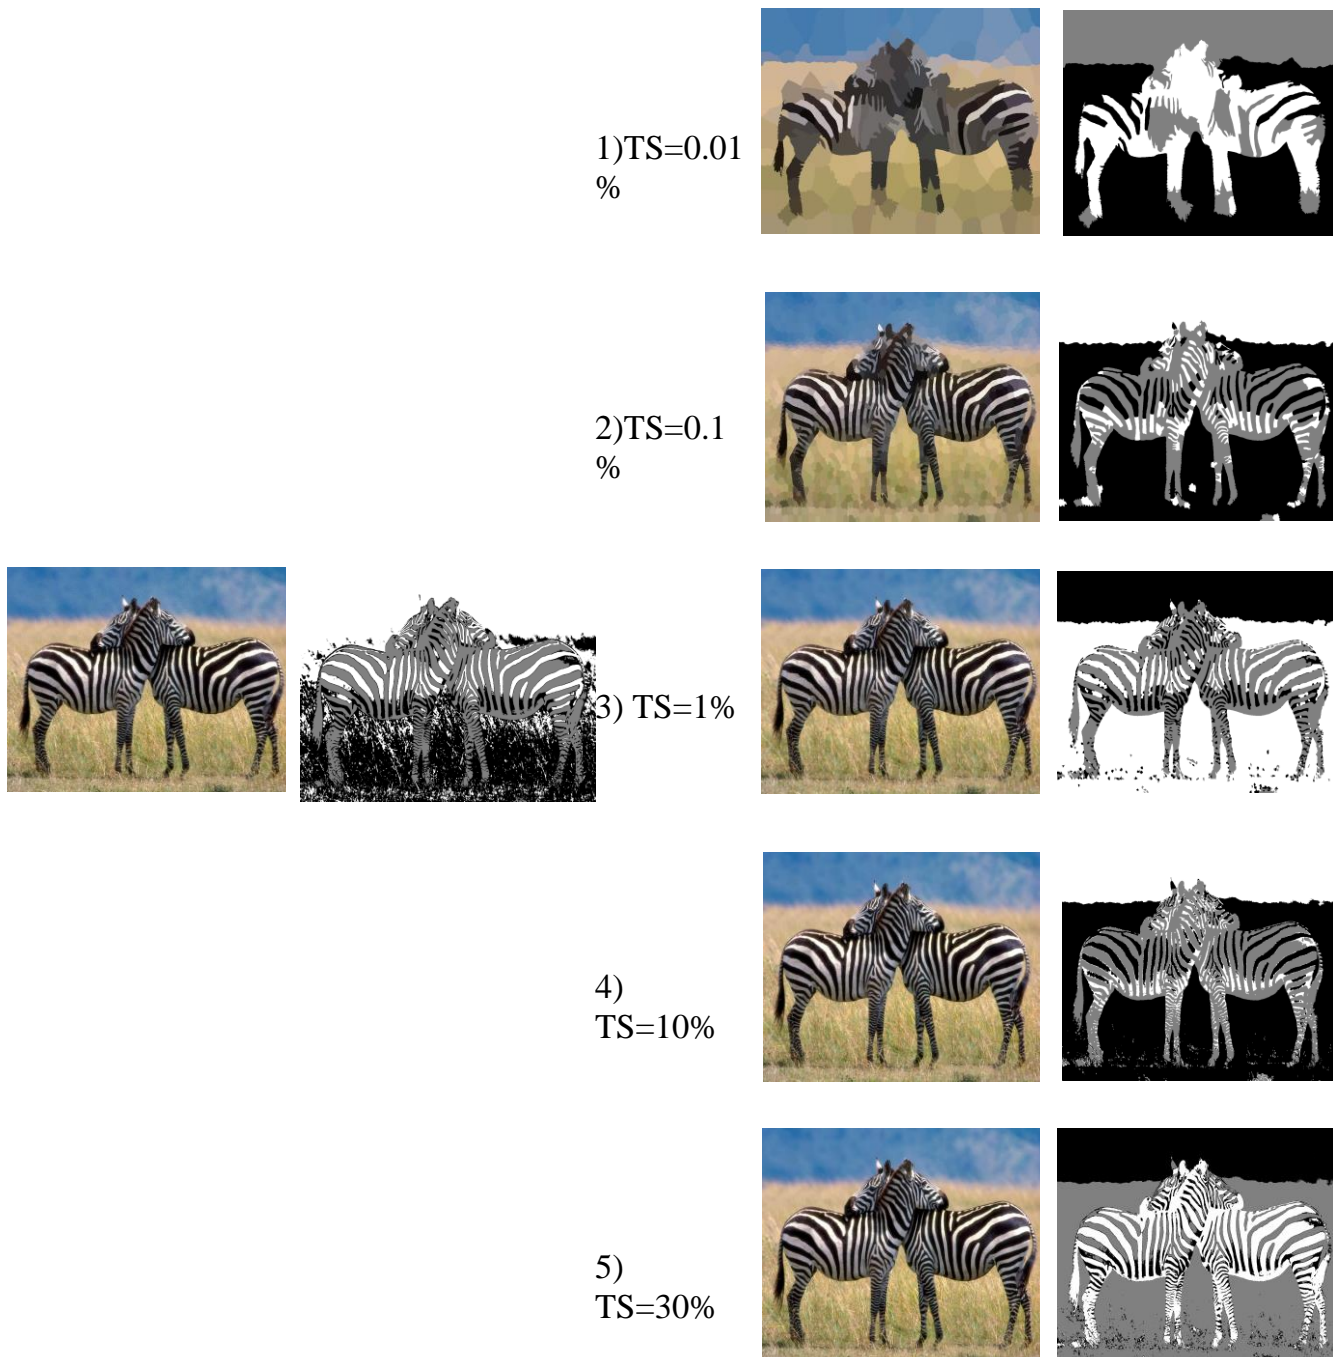 1)TS=0.01
%
2)TS=0.1
%
3) TS=1%
4)
TS=10%
5)
TS=30%